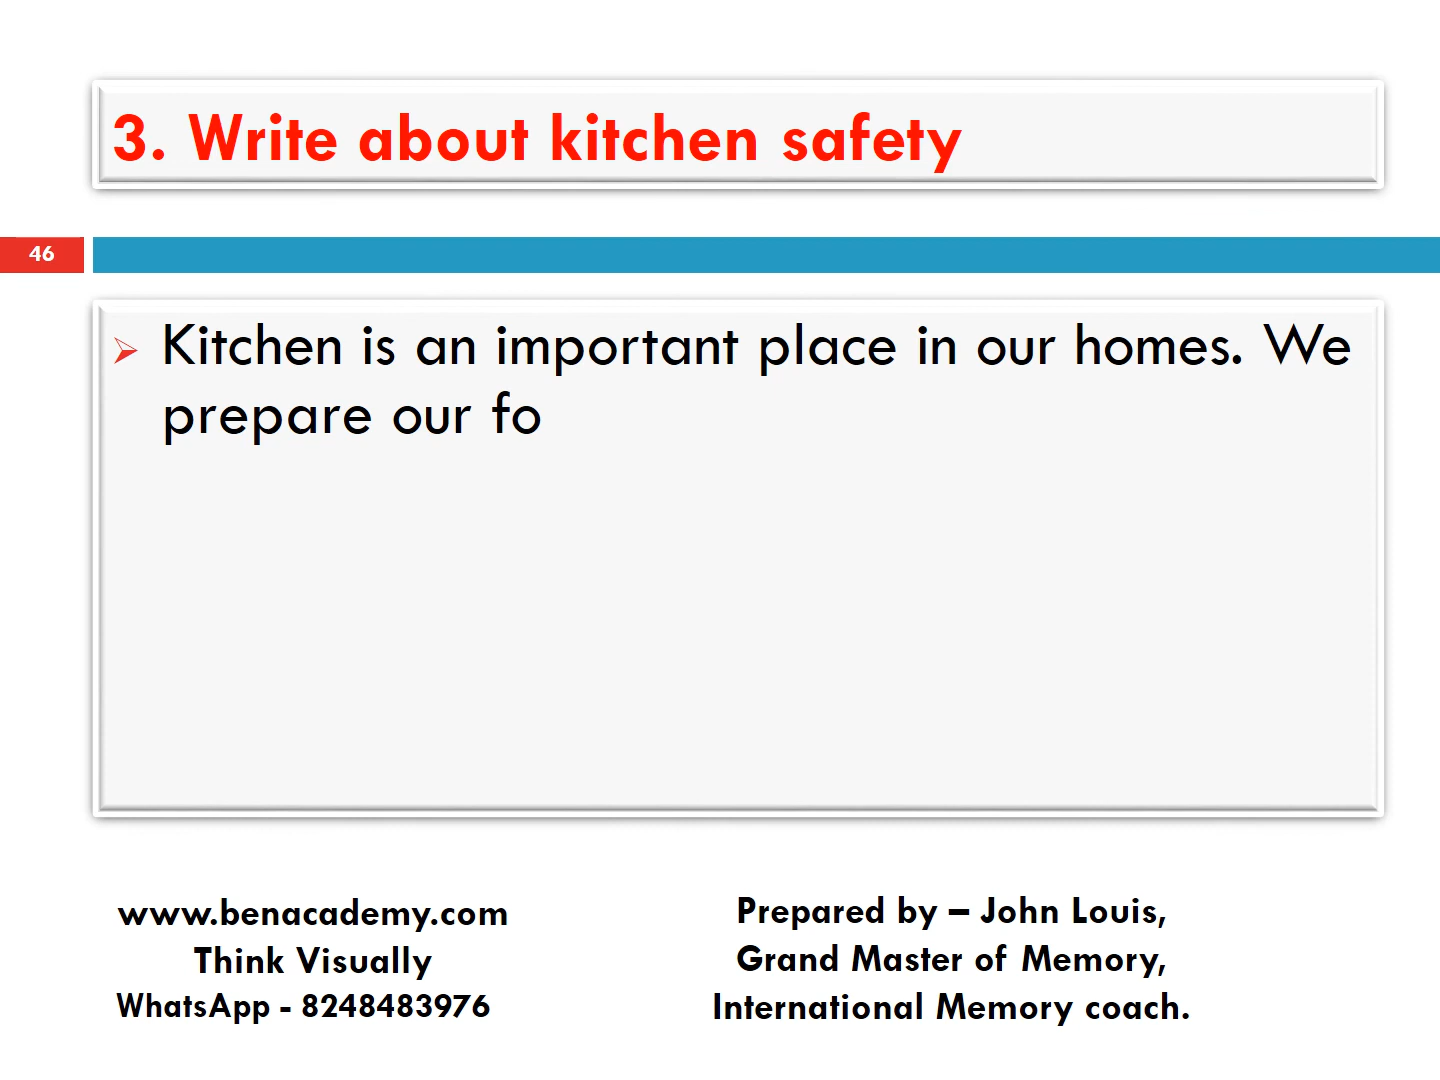 3. Write about kitchen safety
46
Kitchen is an important place in our homes. We
prepare our fo
www.benacademy.com
Think Visually
WhatsApp - 8248483976
Prepared by – John Louis,
Grand Master of Memory,
International Memory coach.